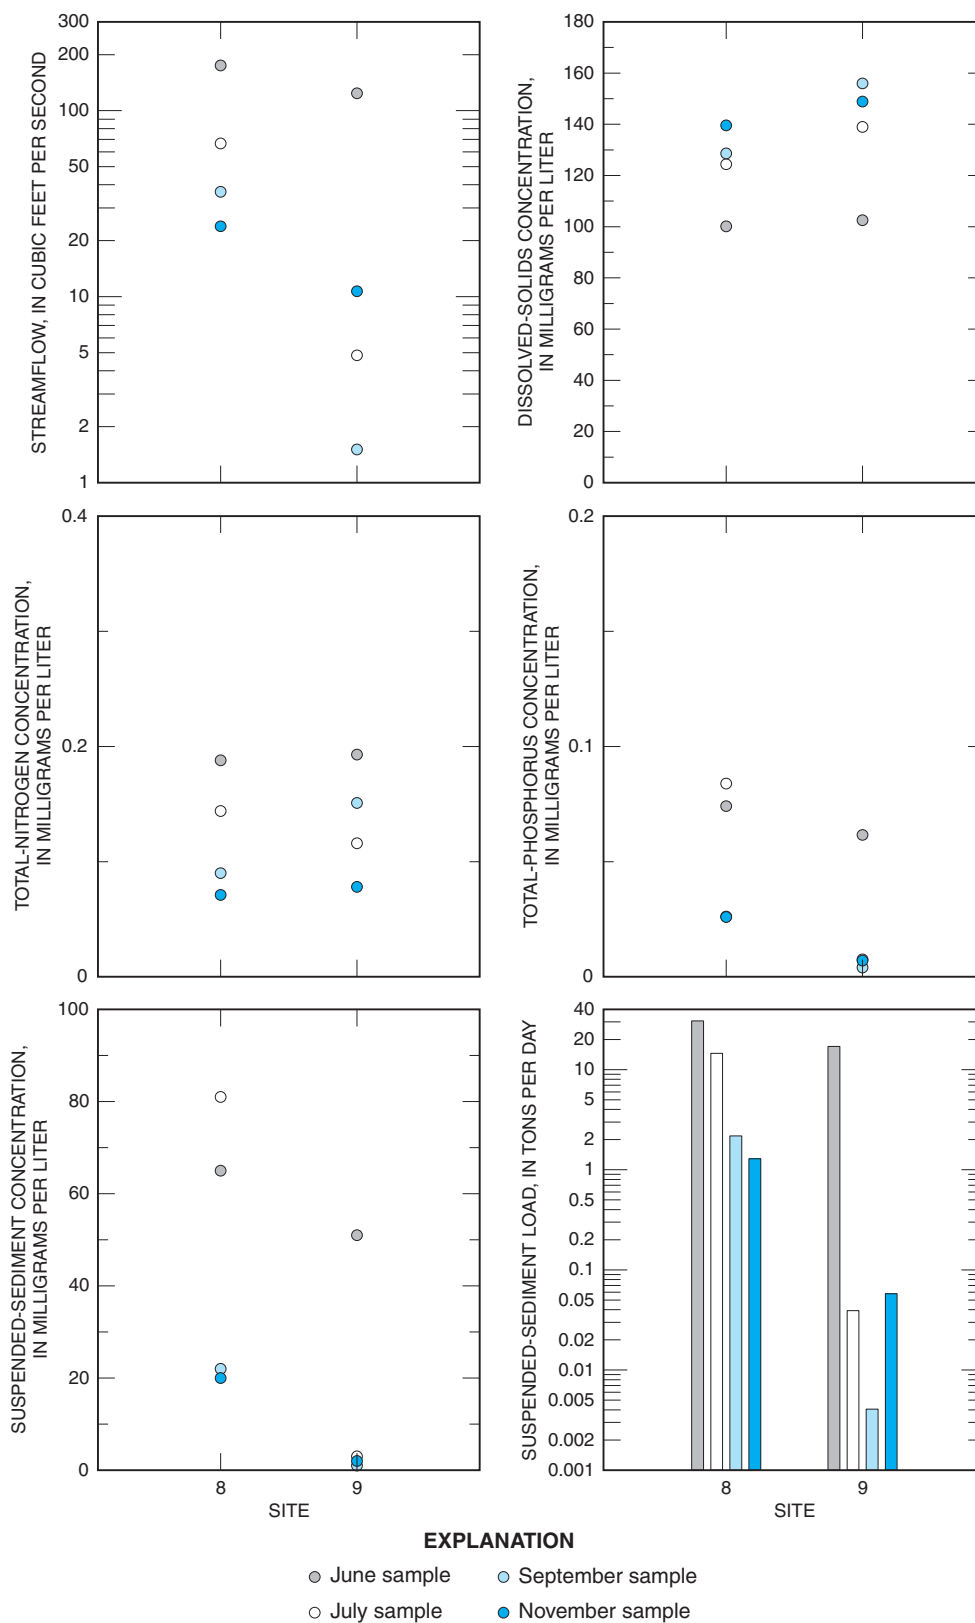 STREAMFLOW, IN CUBIC FEET PER SECOND
300
200
100
50
20
10
5
2
1
DISSOLVED-SOLIDS CONCENTRATION,
IN MILLIGRAMS PER LITER
180
160
140
120
100
80
60
40
20
0
TOTAL-NITROGEN CONCENTRATION,
IN MILLIGRAMS PER LITER
0.4
0.2
0
TOTAL-PHOSPHORUS CONCENTRATION,
IN MILLIGRAMS PER LITER
0.2
0.1
0
SUSPENDED-SEDIMENT CONCENTRATION,
IN MILLIGRAMS PER LITER
100
80
60
40
20
0
8 9
SITE
SUSPENDED-SEDIMENT LOAD, IN TONS PER DAY
40
20
10
5
2
1
0.5
0.2
0.1
0.05
0.02
0.01
0.005
0.002
0.001
8 9
SITE
EXPLANATION
June sample
September sample
July sample
November sample